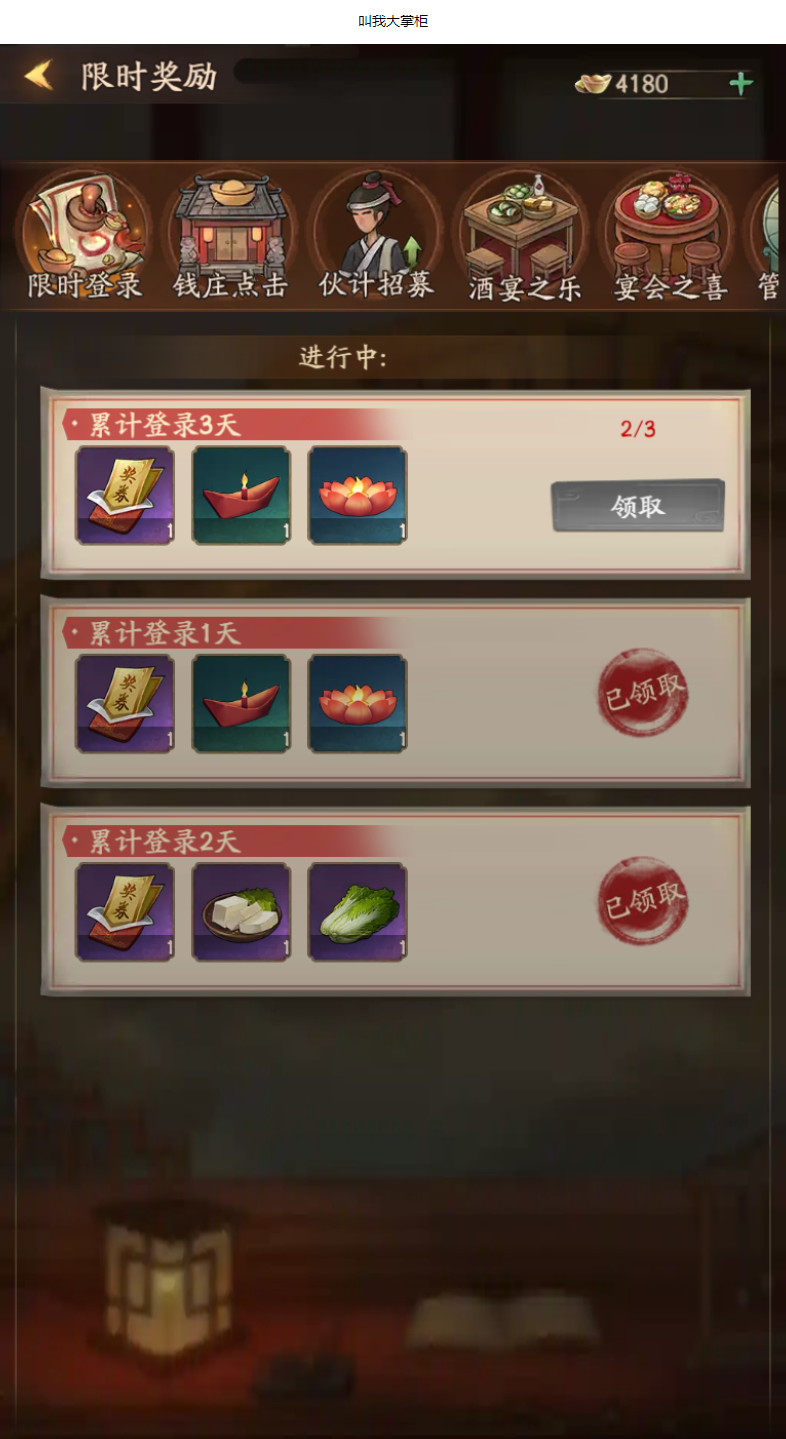 叫我大掌柜
限时奖励
4180
限时登录 钱庄点击 伙计招募 酒宴之乐 宴会之喜 管
进行中:
累计登录3天
2/3
奖券
1 1 1
领取
累计登录1天
奖券
1 1 1
已领取
累计登录2天
奖券
1 1 1
已领取